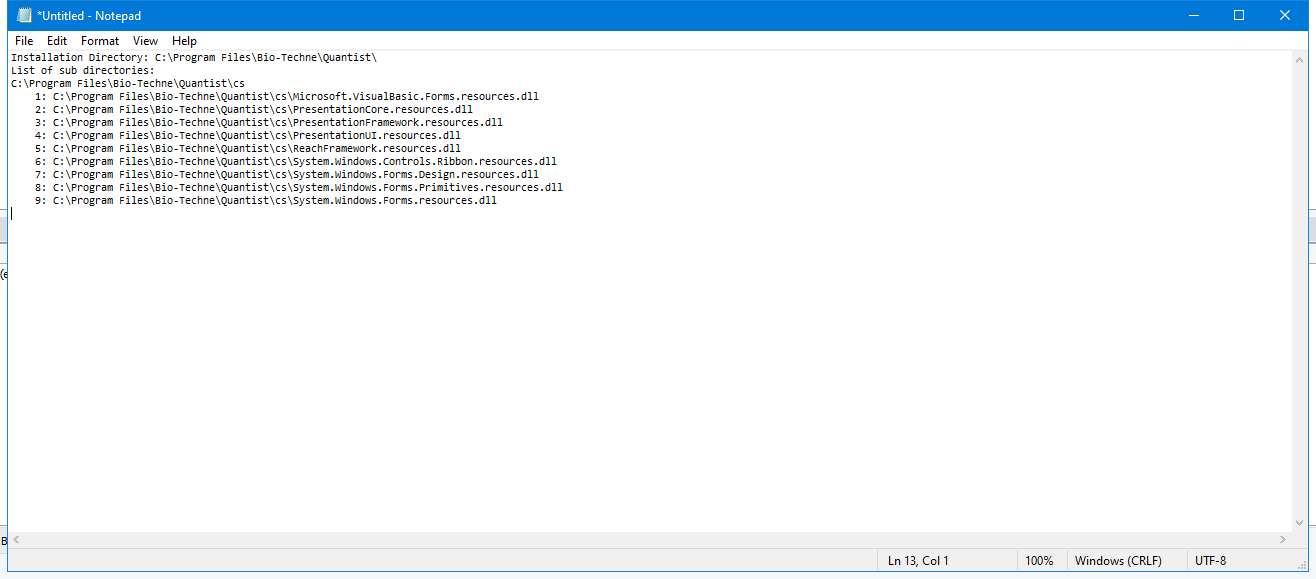 *Untitled - Notepad
File Edit Format View Help
Installation Directory: C:\Program Files\Bio-Techne\Quantist\
List of sub directories:
C:\Program Files\Bio-Techne\Quantist\cs
1: C:\Program Files\Bio-Techne\Quantist\cs\Microsoft.VisualBasic.Forms.resources.dll
2: C:\Program Files\Bio-Techne\Quantist\cs\PresentationCore.resources.dll
3: C:\Program Files\Bio-Techne\Quantist\cs\PresentationFramework.resources.dll
4: C:\Program Files\Bio-Techne\Quantist\cs\PresentationUI.resources.dll
5: C:\Program Files\Bio-Techne\Quantist\cs\ReachFramework.resources.dll
6: C:\Program Files\Bio-Techne\Quantist\cs\System.Windows.Controls.Ribbon.resources.dll
7: C:\Program Files\Bio-Techne\Quantist\cs\System.Windows.Forms.Design.resources.dll
8: C:\Program Files\Bio-Techne\Quantist\cs\System.Windows.Forms.Primitives.resources.dll
9: C:\Program Files\Bio-Techne\Quantist\cs\System.Windows.Forms.resources.dll
Ln 13, Col 1 100% Windows (CRLF) UTF-8